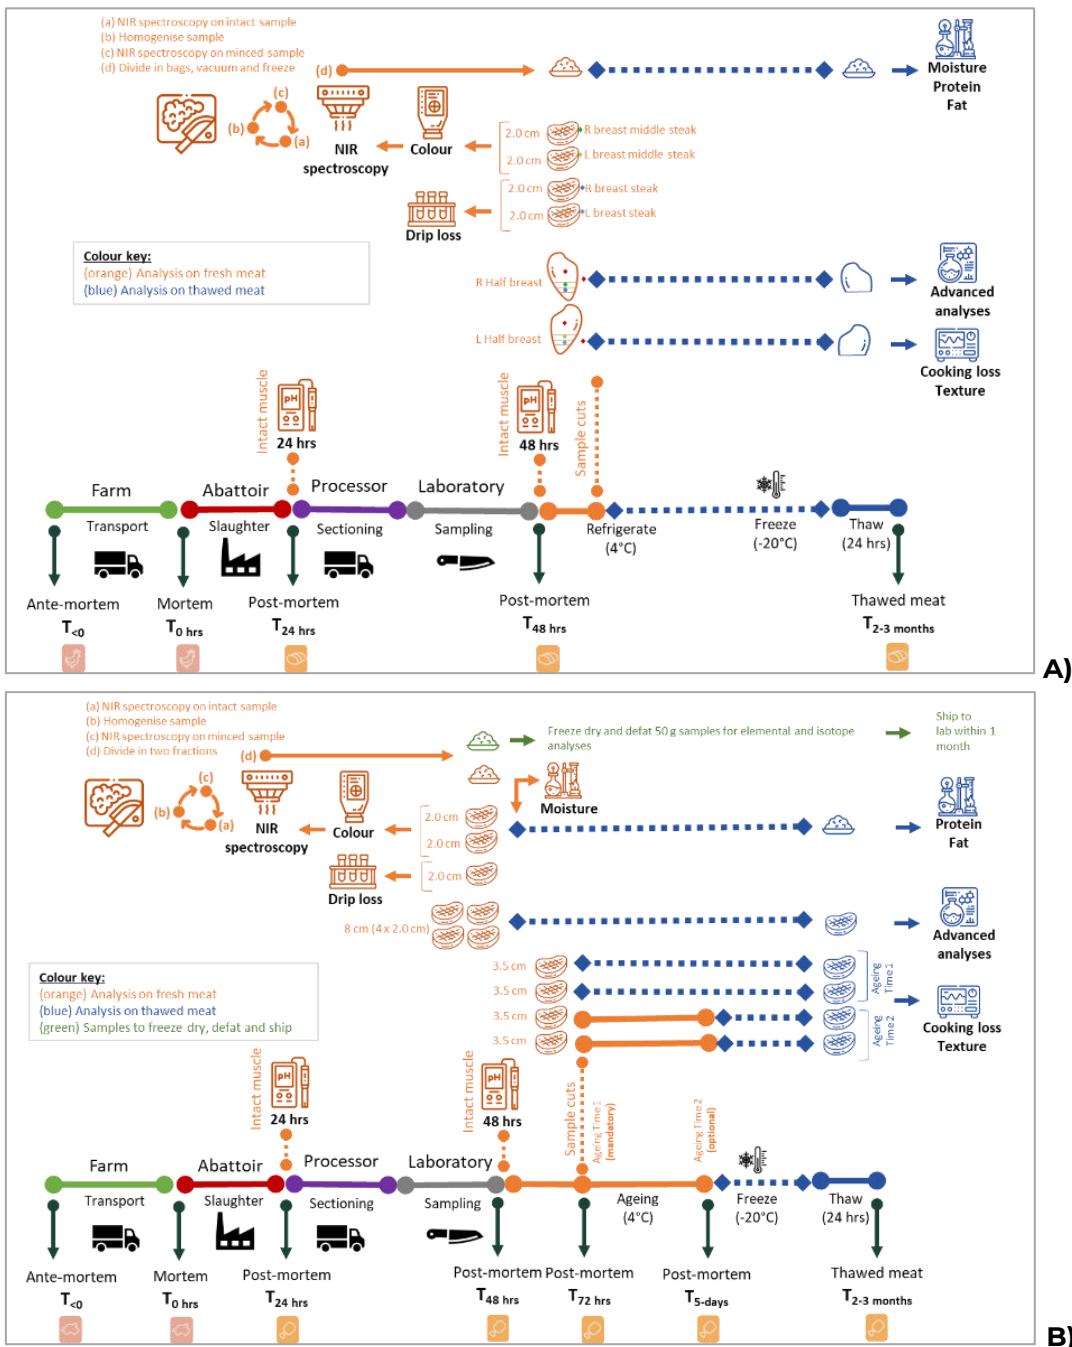 (a) NIR spectroscopy on intact sample
(b) Homogenise sample
(c) NIR spectroscopy on minced sample
(d) Divide in bags, vacuum and freeze
(d)
(c)
(b)
(a)
NIR
spectroscopy
Colour
2.0 cm
R breast middle steak
2.0 cm
L breast middle steak
2.0 cm
R breast steak
2.0 cm
L breast steak
Drip loss
Moisture
Protein
Fat
Colour key:
(orange) Analysis on fresh meat
(blue) Analysis on thawed meat
R Half breast
Advanced
analyses
L Half breast
Cooking loss
Texture
Intact muscle
pH
24 hrs
Intact muscle
pH
48 hrs
Sample cuts
Farm
Abattoir
Processor
Laboratory
Transport
Slaughter
Sectioning
Sampling
Refrigerate
(4°C)
Freeze
(-20°C)
Thaw
(24 hrs)
Ante-mortem
T<0
Mortem
T0 hrs
Post-mortem
T24 hrs
Post-mortem
T48 hrs
Thawed meat
T2-3 months
A)
(a) NIR spectroscopy on intact sample
(b) Homogenise sample
(c) NIR spectroscopy on minced sample
(d) Divide in two fractions
(d)
(c)
(b)
(a)
NIR
spectroscopy
Colour
Drip loss
Freeze dry and defat 50 g samples for elemental and isotope
analyses
Ship to
lab within 1
month
Moisture
2.0 cm
2.0 cm
2.0 cm
8 cm (4 x 2.0 cm)
Protein
Fat
Advanced
analyses
3.5 cm
3.5 cm
3.5 cm
3.5 cm
Ageing
Time 1
Ageing
Time 2
Cooking loss
Texture
Colour key:
(orange) Analysis on fresh meat
(blue) Analysis on thawed meat
(green) Samples to freeze dry, defat and ship
Intact muscle
pH
24 hrs
Intact muscle
pH
48 hrs
Sample cuts
Ageing Time 1
(mandatory)
Ageing Time 2
(optional)
Farm
Abattoir
Processor
Laboratory
Transport
Slaughter
Sectioning
Sampling
Ageing
(4°C)
Freeze
(-20°C)
Thaw
(24 hrs)
Ante-mortem
T<0
Mortem
T0 hrs
Post-mortem
T24 hrs
Post-mortem
T48 hrs
Post-mortem
T72 hrs
Post-mortem
T5-days
Thawed meat
T2-3 months
B)